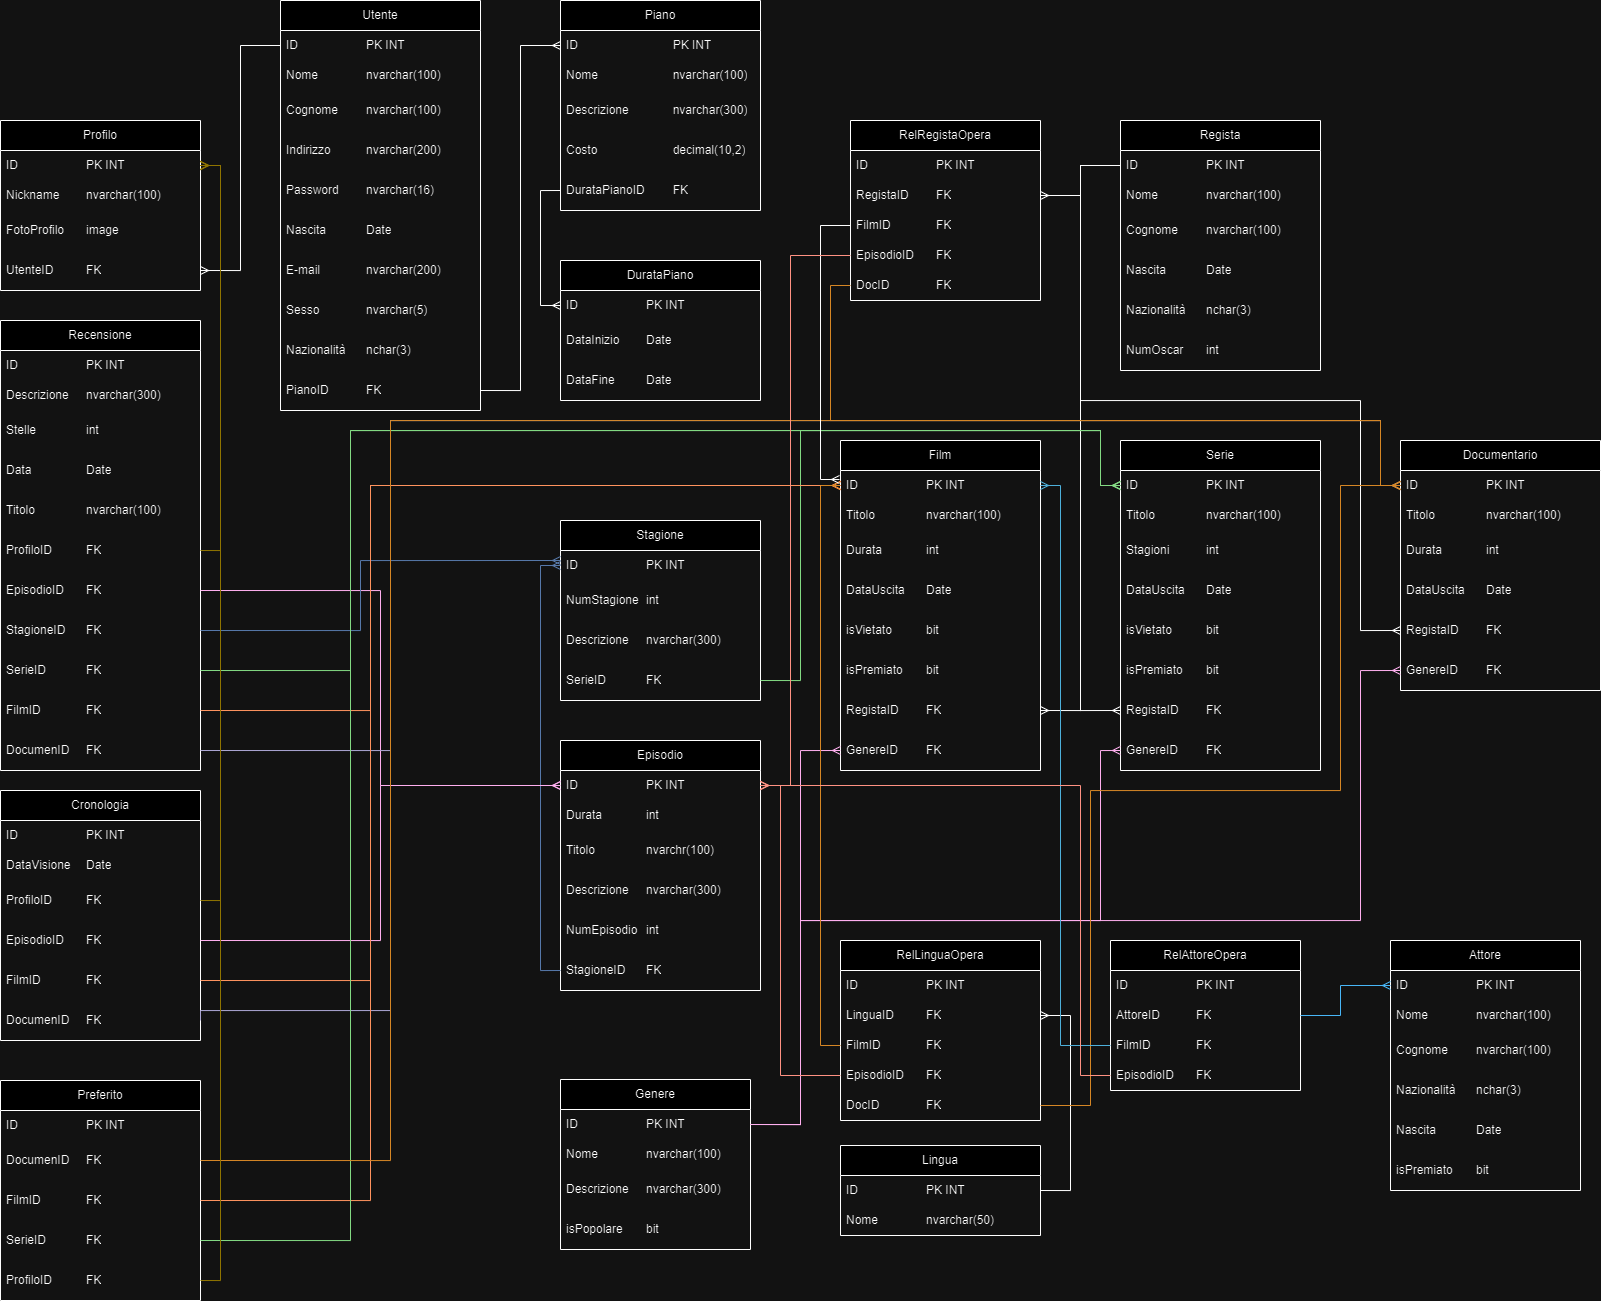 Utente
ID PK INT
Nome nvarchar(100)
Cognome nvarchar(100)
Indirizzo nvarchar(200)
Password nvarchar(16)
Nascita Date
E-mail nvarchar(200)
Sesso nvarchar(5)
Nazionalità nchar(3)
PianoID FK
Piano
ID PK INT
Nome nvarchar(100)
Descrizione nvarchar(300)
Costo decimal(10,2)
DurataPianoID FK
Profilo
ID PK INT
Nickname nvarchar(100)
FotoProfilo image
UtenteID FK
RelRegistaOpera
ID PK INT
RegistaID FK
FilmID FK
EpisodioID FK
DocID FK
Regista
ID PK INT
Nome nvarchar(100)
Cognome nvarchar(100)
Nascita Date
Nazionalità nchar(3)
NumOscar int
DurataPiano
ID PK INT
DataInizio Date
DataFine Date
Recensione
ID PK INT
Descrizione nvarchar(300)
Stelle int
Data Date
Titolo nvarchar(100)
ProfiloID FK
EpisodioID FK
StagioneID FK
SerieID FK
FilmID FK
DocumenID FK
Film
ID PK INT
Titolo nvarchar(100)
Durata int
DataUscita Date
isVietato bit
isPremiato bit
RegistaID FK
GenereID FK
Serie
ID PK INT
Titolo nvarchar(100)
Stagioni int
DataUscita Date
isVietato bit
isPremiato bit
RegistaID FK
GenereID FK
Documentario
ID PK INT
Titolo nvarchar(100)
Durata int
DataUscita Date
RegistaID FK
GenereID FK
Stagione
ID PK INT
NumStagione int
Descrizione nvarchar(300)
SerieID FK
Episodio
ID PK INT
Durata int
Titolo nvarchr(100)
Descrizione nvarchar(300)
NumEpisodio int
StagioneID FK
Cronologia
ID PK INT
DataVisione Date
ProfiloID FK
EpisodioID FK
FilmID FK
DocumenID FK
RelLinguaOpera
ID PK INT
LinguaID FK
FilmID FK
EpisodioID FK
DocID FK
RelAttoreOpera
ID PK INT
AttoreID FK
FilmID FK
EpisodioID FK
Attore
ID PK INT
Nome nvarchar(100)
Cognome nvarchar(100)
Nazionalità nchar(3)
Nascita Date
isPremiato bit
Preferito
ID PK INT
DocumenID FK
FilmID FK
SerieID FK
ProfiloID FK
Genere
ID PK INT
Nome nvarchar(100)
Descrizione nvarchar(300)
isPopolare bit
Lingua
ID PK INT
Nome nvarchar(50)